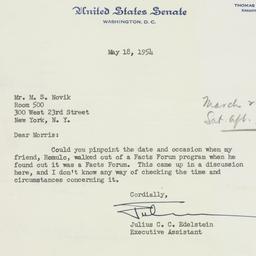 United States Senate
THOMAS
WASHINGTON, D. C.
May 18, 1954
Mr. M. S. Novik
Room 500
300 West 23rd Street
New York, N. Y.
March
Sat. aft.
Dear Morris:
Could you pinpoint the date and occasion when my
friend, Remulc, walked out of a Facts Forum program when he
found out it was a Facts Forum. This came up in a discussion
here, and I don't know any way of checking the time and
circumstances concerning it.
Cordially,
Julius C. C. Edelstein
Executive Assistant